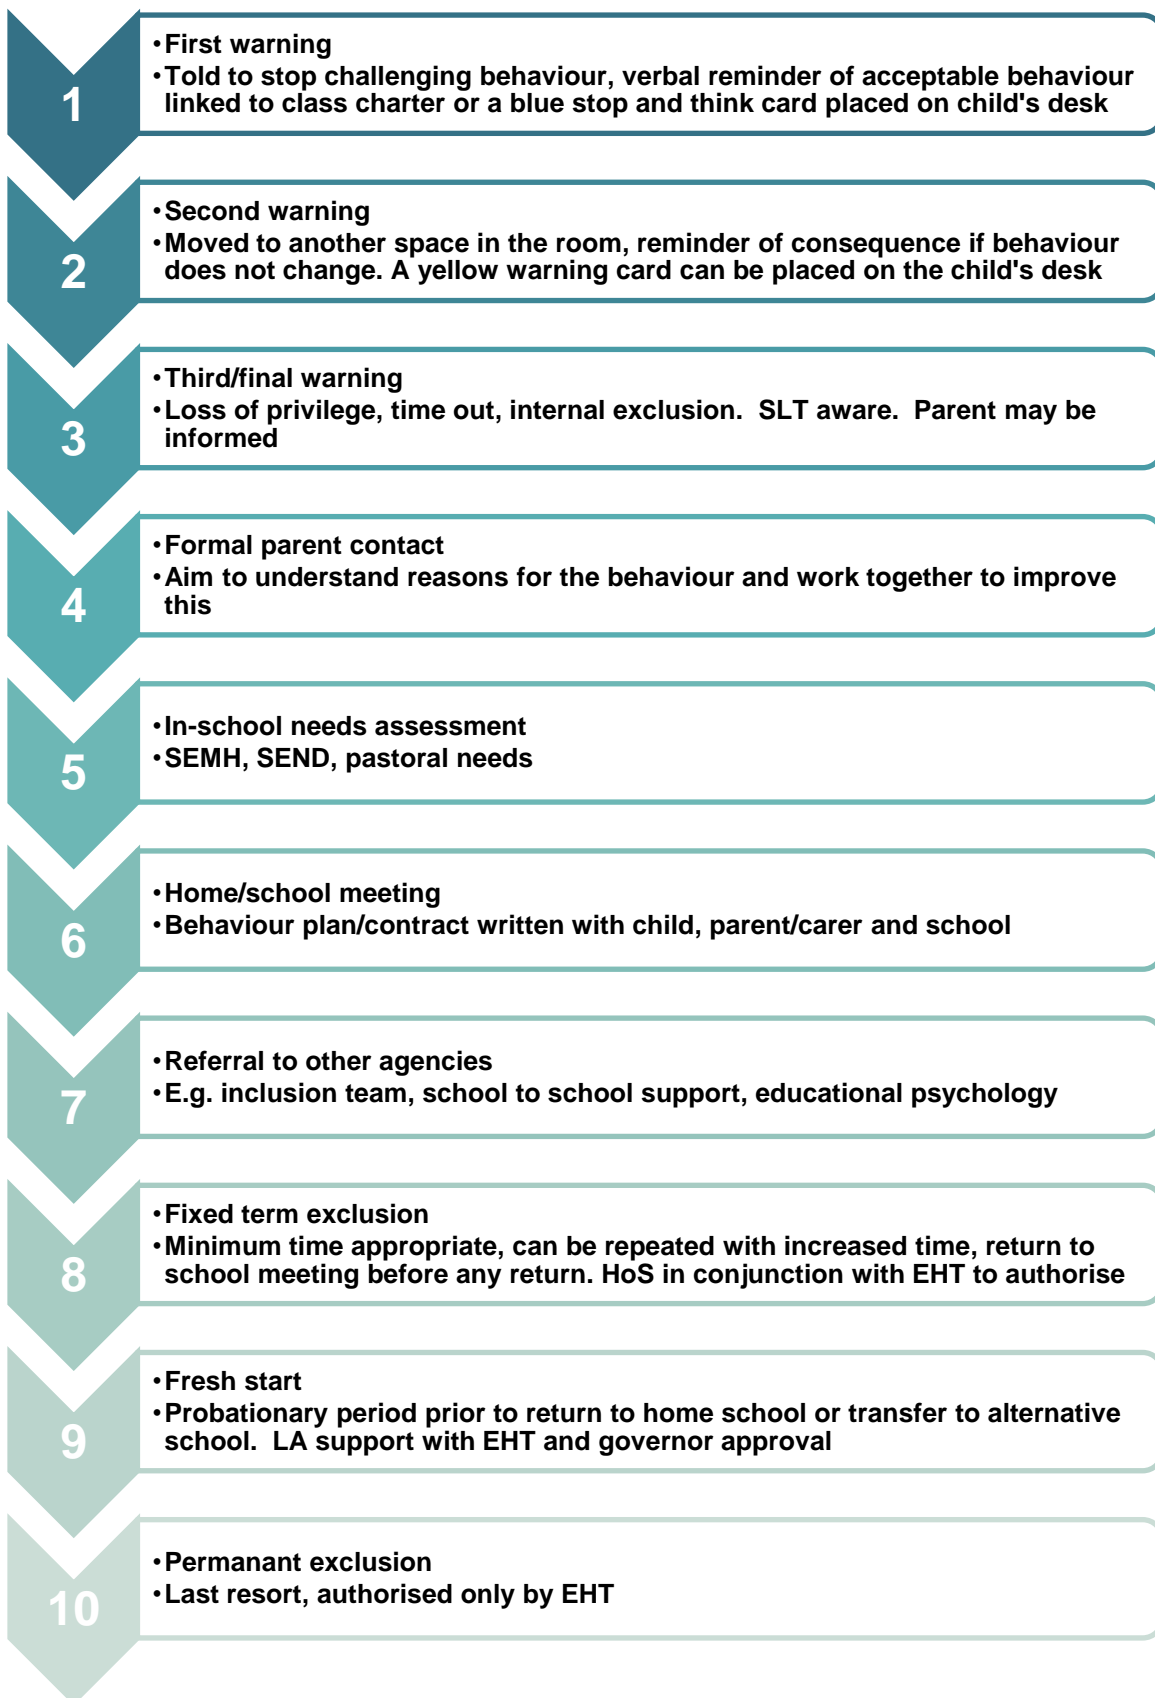 1
•First warning
•Told to stop challenging behaviour, verbal reminder of acceptable behaviour
linked to class charter or a blue stop and think card placed on child's desk
2
•Second warning
•Moved to another space in the room, reminder of consequence if behaviour
does not change. A yellow warning card can be placed on the child's desk
3
•Third/final warning
•Loss of privilege, time out, internal exclusion.  SLT aware.  Parent may be
informed
4
•Formal parent contact
•Aim to understand reasons for the behaviour and work together to improve
this
5
•In-school needs assessment
•SEMH, SEND, pastoral needs
6
•Home/school meeting
•Behaviour plan/contract written with child, parent/carer and school
7
•Referral to other agencies
•E.g. inclusion team, school to school support, educational psychology
8
•Fixed term exclusion
•Minimum time appropriate, can be repeated with increased time, return to
school meeting before any return. HoS in conjunction with EHT to authorise
9
•Fresh start
•Probationary period prior to return to home school or transfer to alternative
school.  LA support with EHT and governor approval
10
•Permanant exclusion
•Last resort, authorised only by EHT